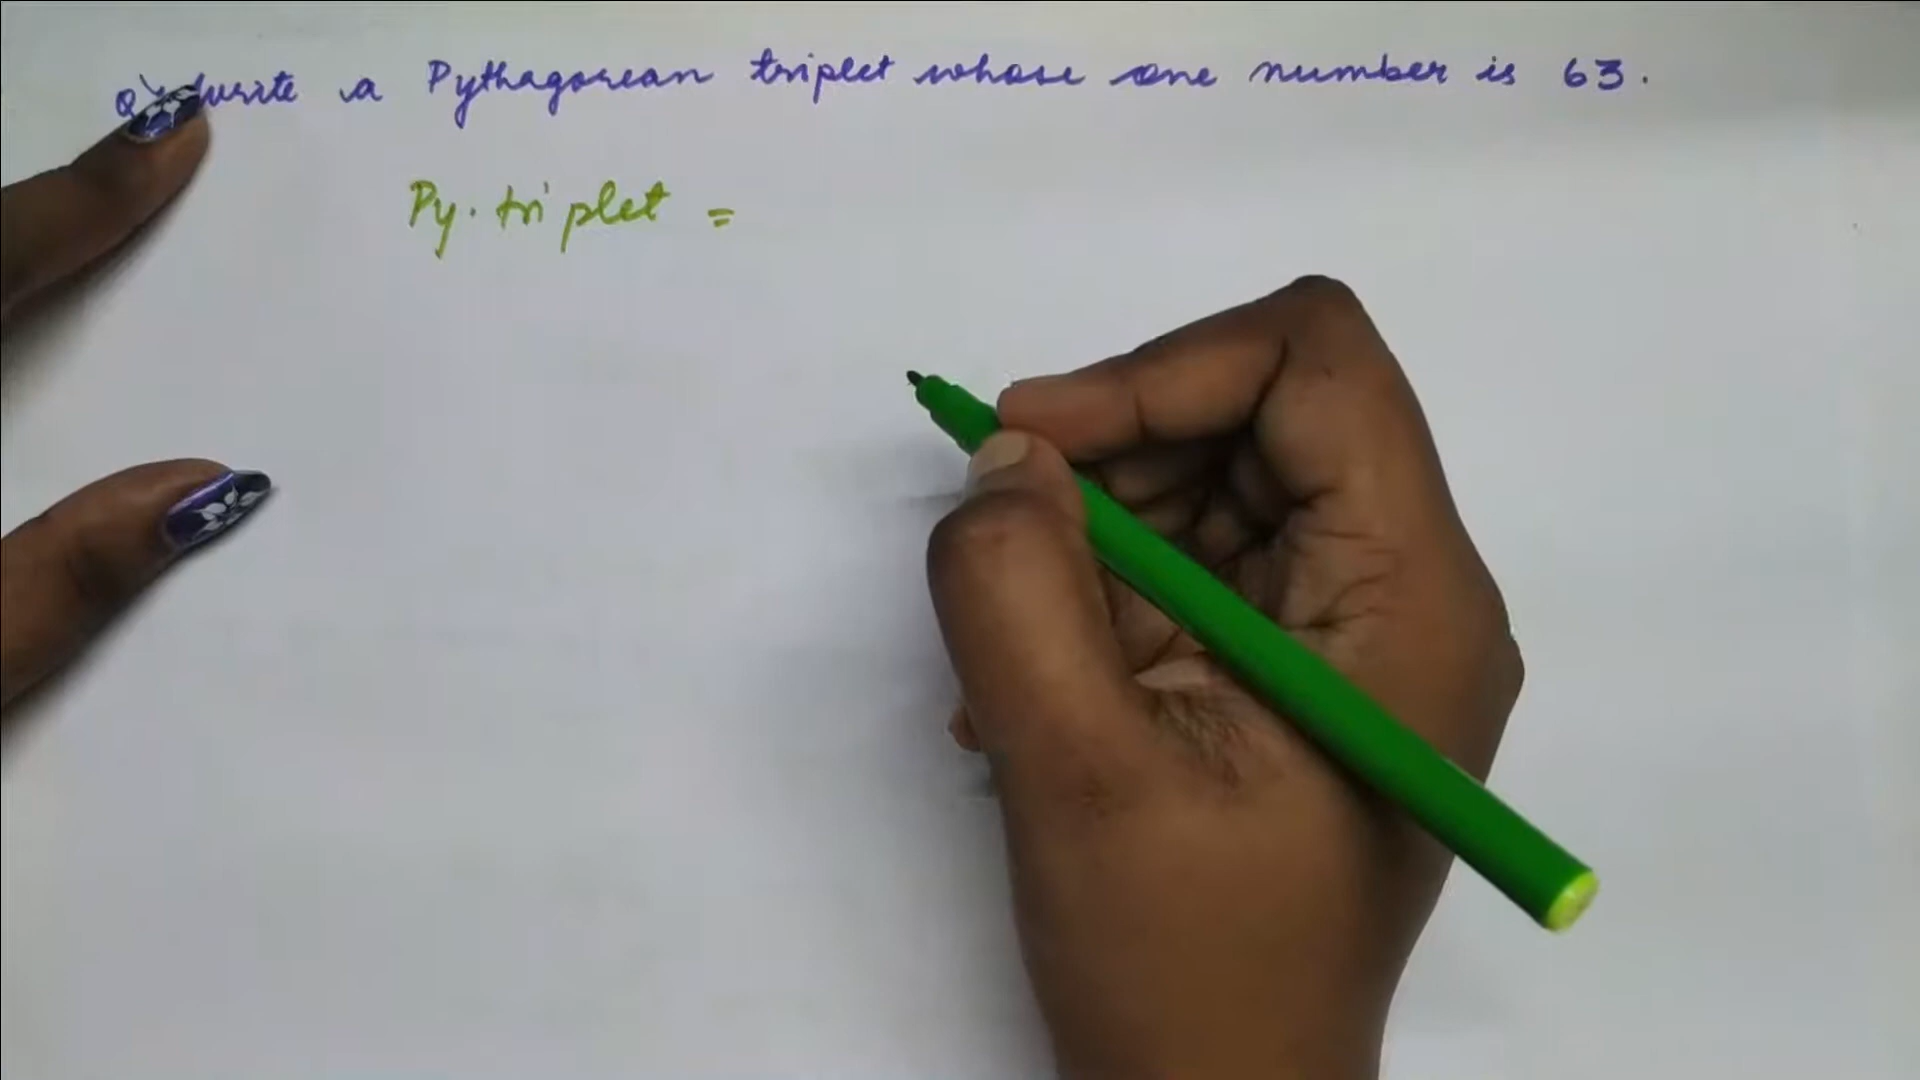 write a Pythagorean triplet whose one number is 63.
Py. triplet =